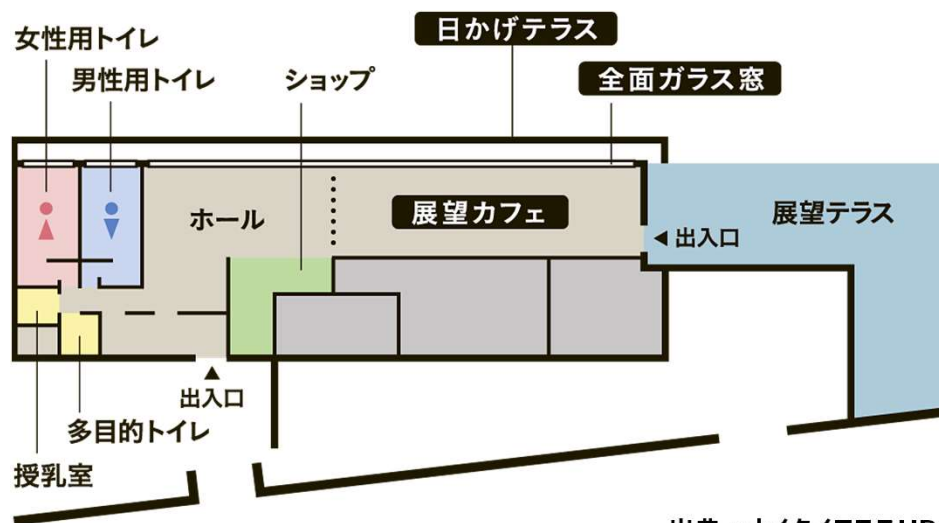 日かげテラス
女性用トイレ
男性用トイレ
ショップ
全面ガラス窓
ホール
展望カフェ
展望テラス
◀出入口
▲
出入口
多目的トイレ
授乳室